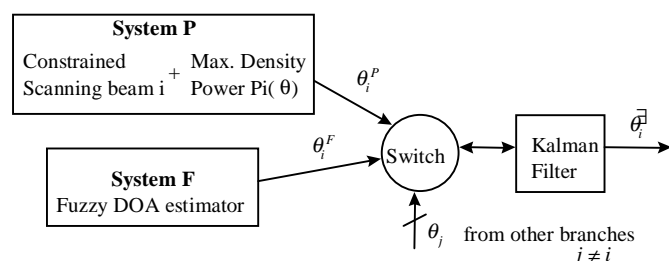 System P
Constrained + Max. Density
Scanning beam i Power Pi( θ)
θ_i^P
θ_i^F
System F
Fuzzy DOA estimator
Switch
Kalman
Filter
θ_i
θ_j from other branches
j ≠ i